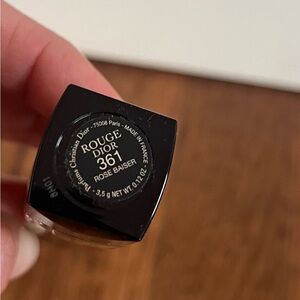 Parfums Christian Dior - 75008 Paris - MADE IN FRANCE - 3,5 g NET WT. 0.12 OZ.
ROUGE
DIOR
361
ROSE BAISER